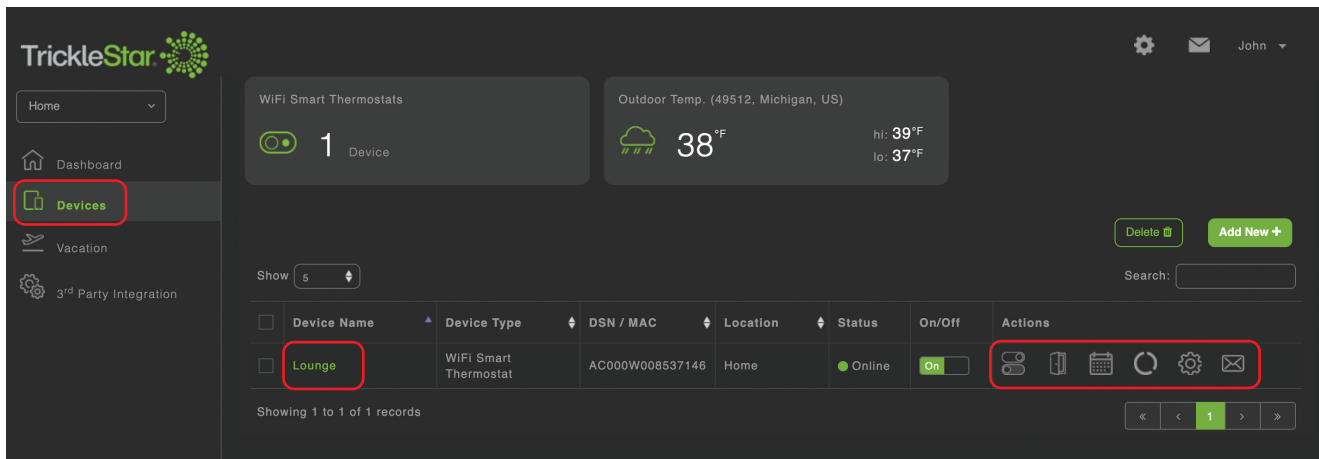 TrickleStar
John
Home
WiFi Smart Thermostats
1 Device
Outdoor Temp. (49512, Michigan, US)
38°F
hi: 39°F
lo: 37°F
Dashboard
Devices
Vacation
3rd Party Integration
Delete
Add New +
Show 5
Search:
Device Name
Device Type
DSN / MAC
Location
Status
On/Off
Actions
Lounge
WiFi Smart
Thermostat
AC000W008537146
Home
Online
On
Showing 1 to 1 of 1 records
« < 1 > »